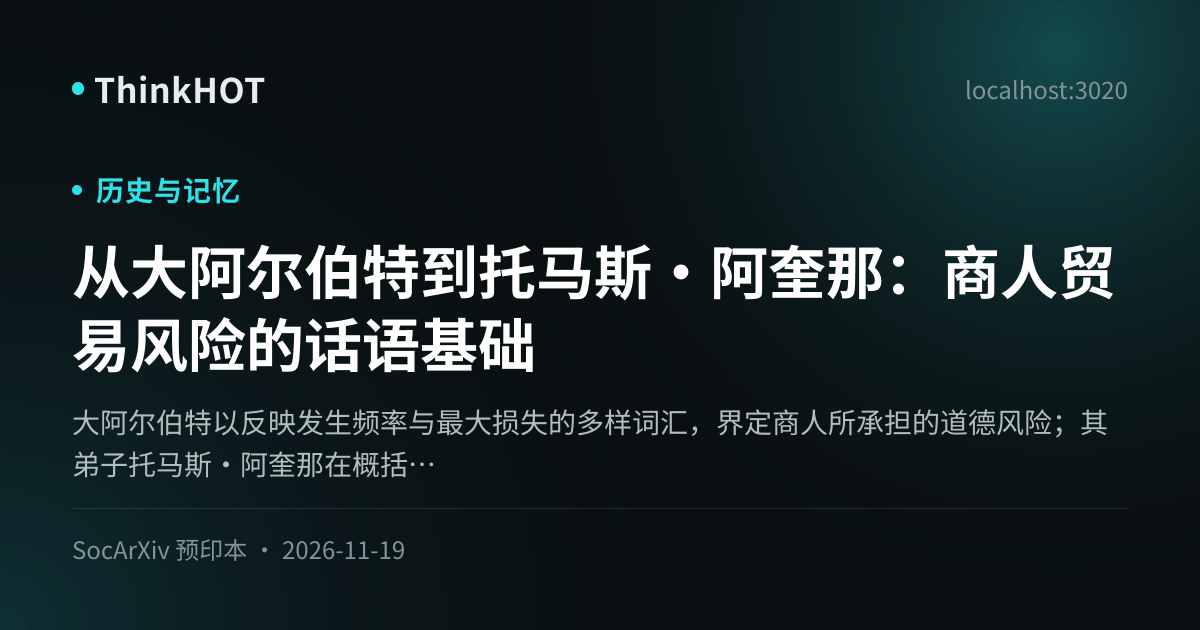 ThinkHOT
localhost:3020
历史与记忆
从大阿尔伯特到托马斯·阿奎那：商人贸
易风险的话语基础
大阿尔伯特以反映发生频率与最大损失的多样词汇，界定商人所承担的道德风险；其
弟子托马斯·阿奎那在概括…
SocArXiv 预印本 · 2026-11-19